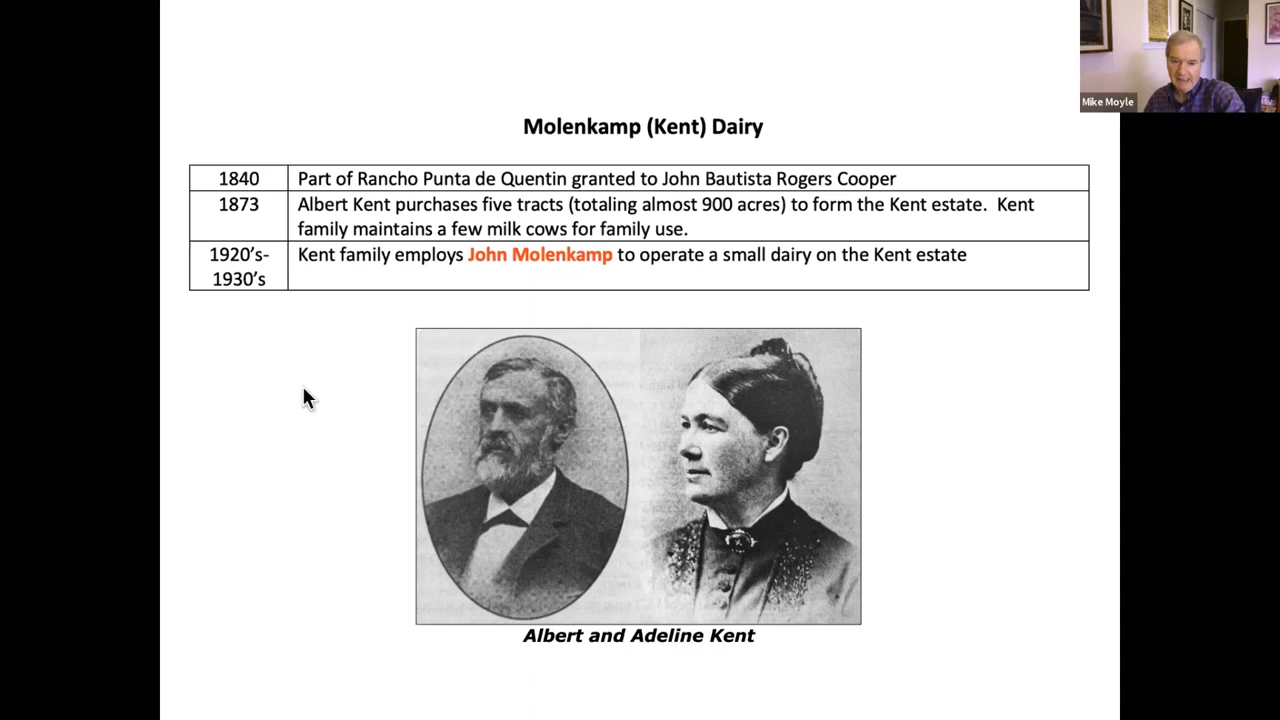 Mike Moyle
Molenkamp (Kent) Dairy
1840 Part of Rancho Punta de Quentin granted to John Bautista Rogers Cooper
1873 Albert Kent purchases five tracts (totaling almost 900 acres) to form the Kent estate. Kent
family maintains a few milk cows for family use.
1920’s- Kent family employs John Molenkamp to operate a small dairy on the Kent estate
1930’s
Albert and Adeline Kent